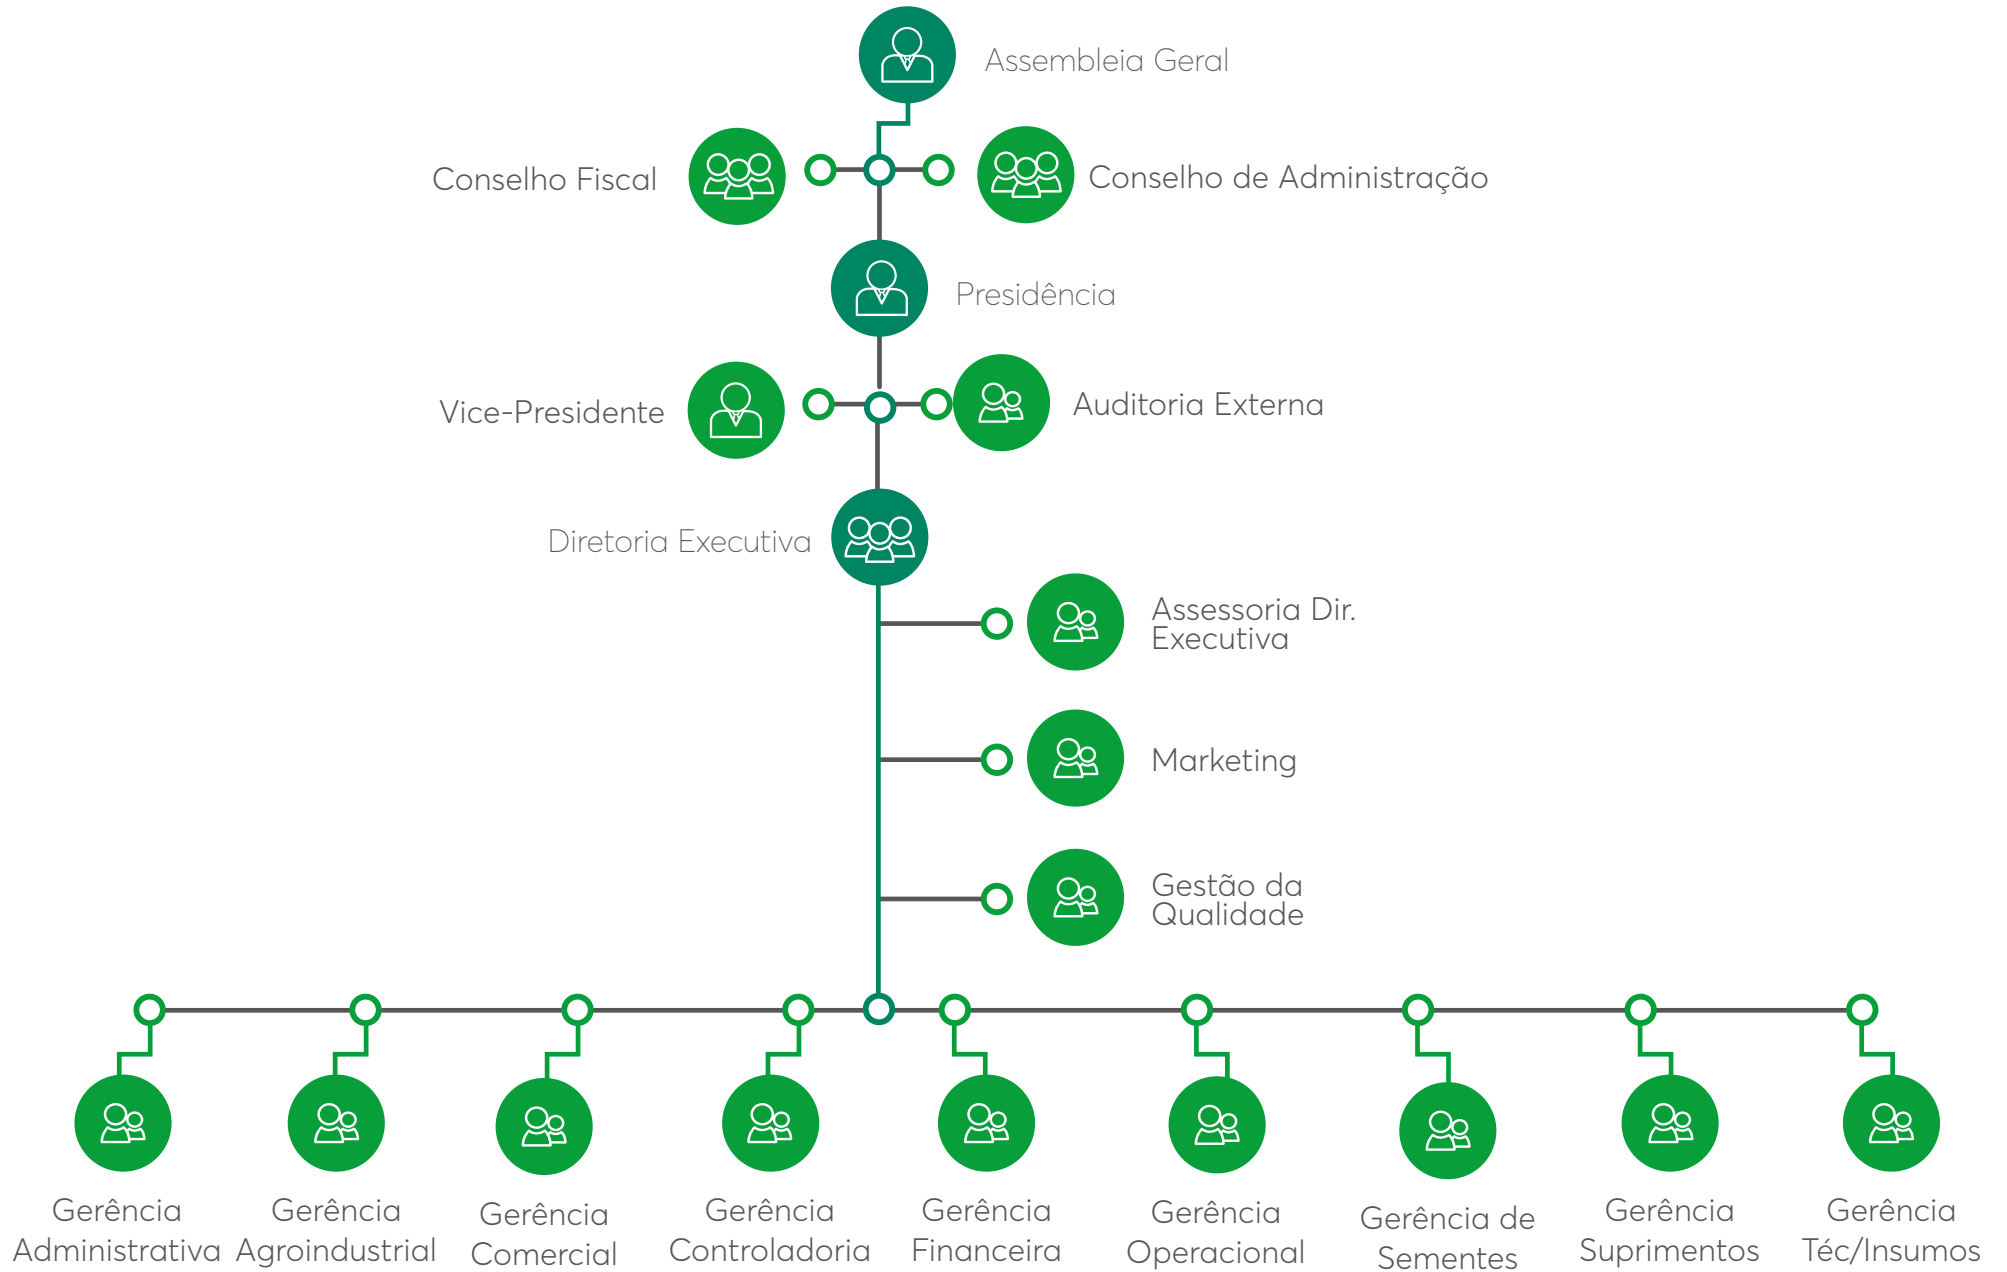 Assembleia Geral
Conselho Fiscal
Conselho de Administração
Presidência
Vice-Presidente
Auditoria Externa
Diretoria Executiva
Assessoria Dir.
Executiva
Marketing
Gestão da
Qualidade
Gerência
Administrativa
Gerência
Agroindustrial
Gerência
Comercial
Gerência
Controladoria
Gerência
Financeira
Gerência
Operacional
Gerência de
Sementes
Gerência
Suprimentos
Gerência
Téc/Insumos